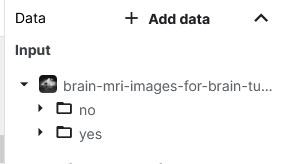 Data + Add data
Input
brain-mri-images-for-brain-tu...
no
yes